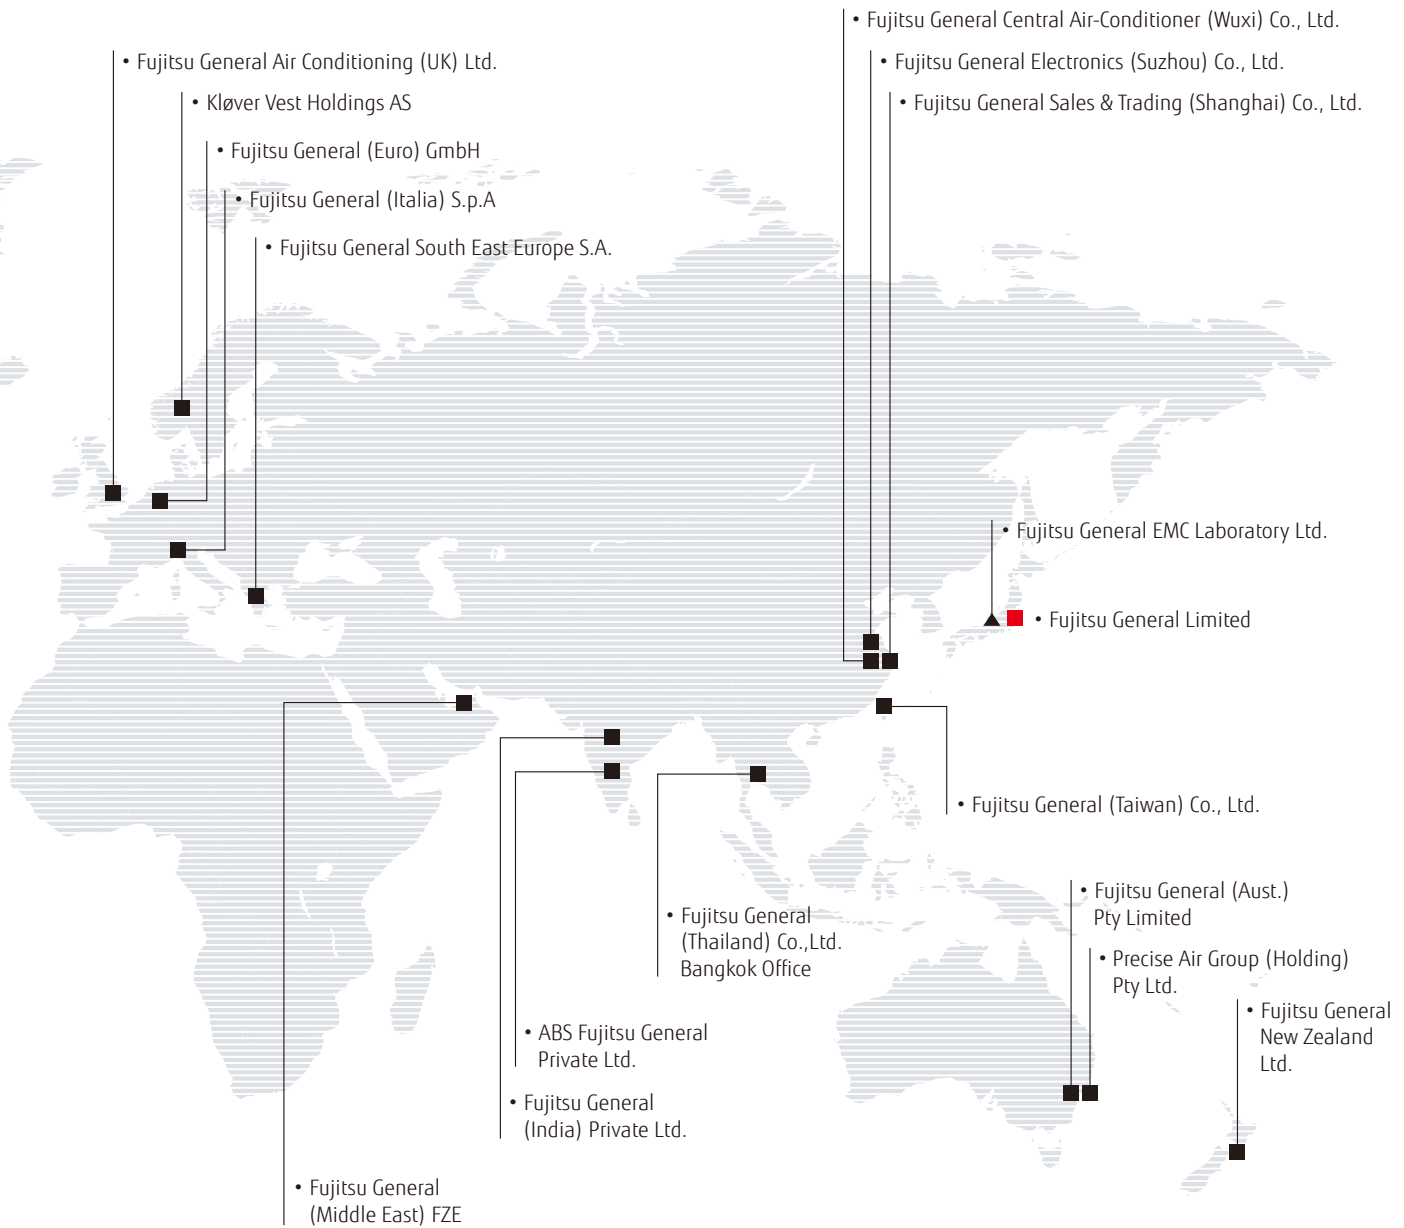 • Fujitsu General Central Air-Conditioner (Wuxi) Co., Ltd.
• Fujitsu General Air Conditioning (UK) Ltd.
• Fujitsu General Electronics (Suzhou) Co., Ltd.
• Kløver Vest Holdings AS
• Fujitsu General Sales & Trading (Shanghai) Co., Ltd.
• Fujitsu General (Euro) GmbH
• Fujitsu General (Italia) S.p.A
• Fujitsu General South East Europe S.A.
• Fujitsu General EMC Laboratory Ltd.
• Fujitsu General Limited
• Fujitsu General (Taiwan) Co., Ltd.
• Fujitsu General (Aust.)
Pty Limited
• Fujitsu General
(Thailand) Co.,Ltd.
Bangkok Office
• Precise Air Group (Holding)
Pty Ltd.
• Fujitsu General
New Zealand
Ltd.
• ABS Fujitsu General
Private Ltd.
• Fujitsu General
(India) Private Ltd.
• Fujitsu General
(Middle East) FZE